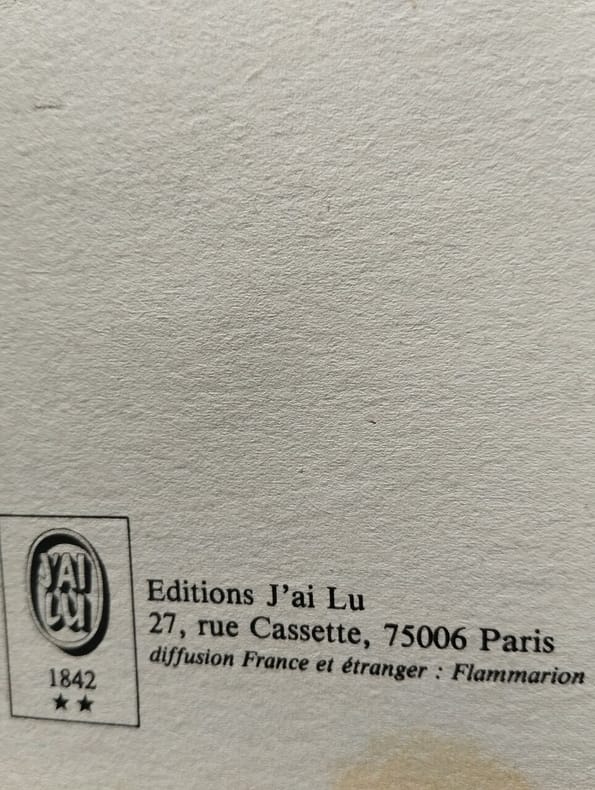 J'AI
LU
1842
★★
Editions J'ai Lu
27, rue Cassette, 75006 Paris
diffusion France et étranger : Flammarion